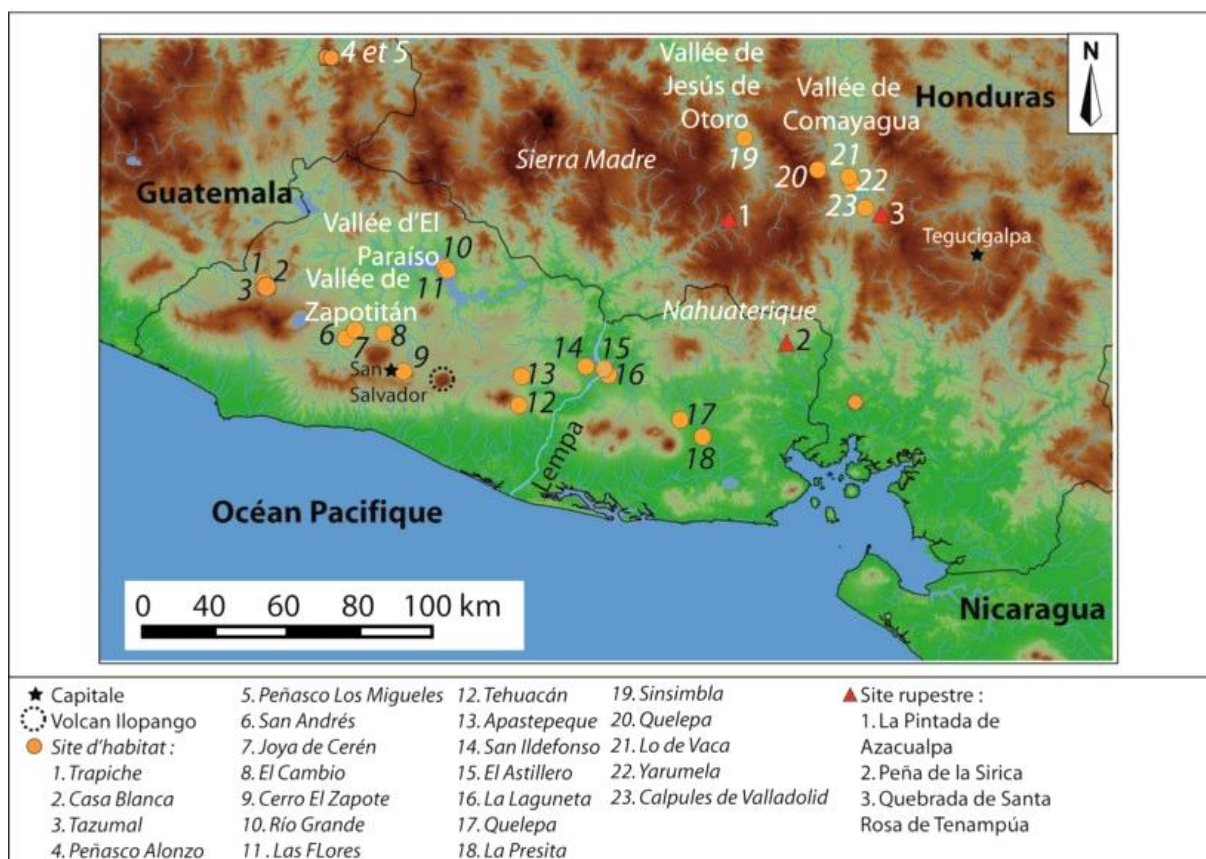 4 et 5
Vallée de
Jesús de
Otoro
Vallée de
Comayagua
Honduras
N
19
Sierra Madre
20
21
22
23
1
3
Tegucigalpa
Guatemala
Vallée d'El
Paraíso
10
11
1
2
3
Vallée de
Zapotitán
6
7
8
9
San
Salvador
Nahuaterique
2
14
15
16
13
12
17
18
Lempa
Océan Pacifique
Nicaragua
0 40 60 80 100 km
Capitale
Volcan Ilopango
Site d'habitat :
1. Trapiche
2. Casa Blanca
3. Tazumal
4. Peñasco Alonzo
5. Peñasco Los Migueles
6. San Andrés
7. Joya de Cerén
8. El Cambio
9. Cerro El Zapote
10. Río Grande
11 . Las FLores
12. Tehuacán
13. Apastepeque
14. San Ildefonso
15. El Astillero
16. La Laguneta
17. Quelepa
18. La Presita
19. Sinsimbla
20. Quelepa
21. Lo de Vaca
22. Yarumela
23. Calpules de Valladolid
Site rupestre :
1. La Pintada de
Azacualpa
2. Peña de la Sirica
3. Quebrada de Santa
Rosa de Tenampúa